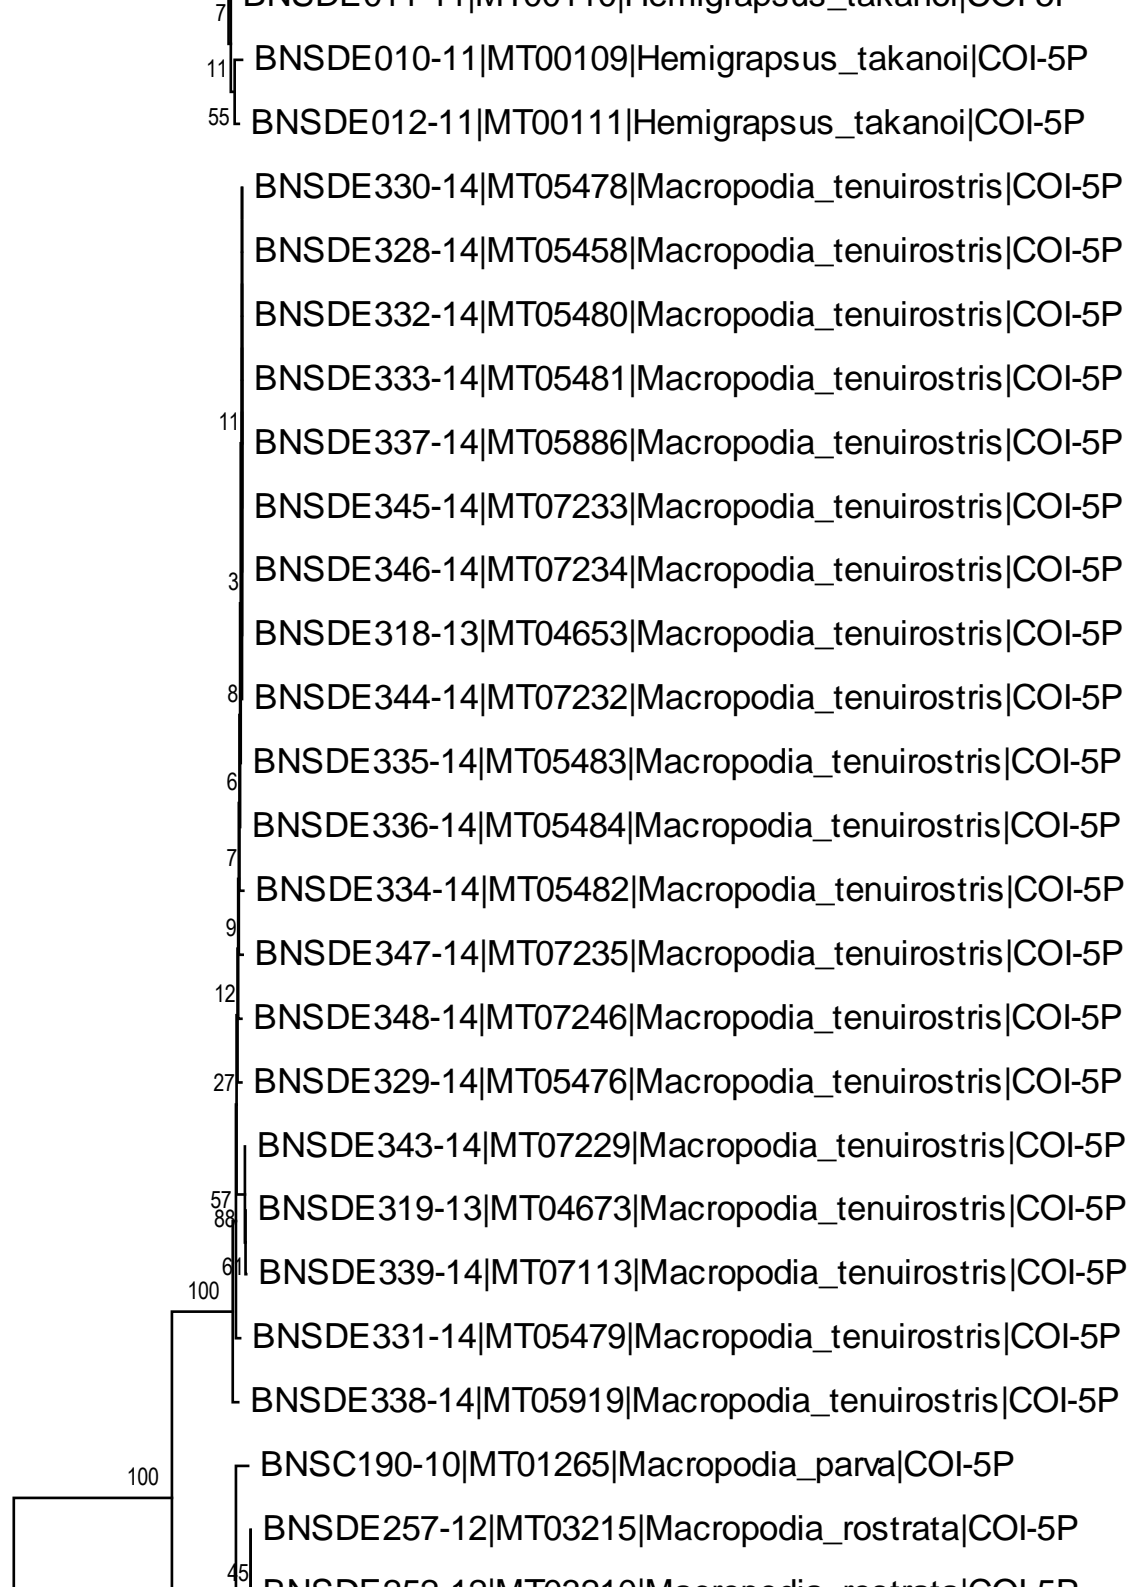 7
BNSDE010-11|MT00109|Hemigrapsus_takanoi|COI-5P
11
BNSDE012-11|MT00111|Hemigrapsus_takanoi|COI-5P
55
BNSDE330-14|MT05478|Macropodia_tenuirostris|COI-5P
BNSDE328-14|MT05458|Macropodia_tenuirostris|COI-5P
BNSDE332-14|MT05480|Macropodia_tenuirostris|COI-5P
BNSDE333-14|MT05481|Macropodia_tenuirostris|COI-5P
11
BNSDE337-14|MT05886|Macropodia_tenuirostris|COI-5P
BNSDE345-14|MT07233|Macropodia_tenuirostris|COI-5P
BNSDE346-14|MT07234|Macropodia_tenuirostris|COI-5P
3
BNSDE318-13|MT04653|Macropodia_tenuirostris|COI-5P
8
BNSDE344-14|MT07232|Macropodia_tenuirostris|COI-5P
BNSDE335-14|MT05483|Macropodia_tenuirostris|COI-5P
6
BNSDE336-14|MT05484|Macropodia_tenuirostris|COI-5P
7
BNSDE334-14|MT05482|Macropodia_tenuirostris|COI-5P
9
BNSDE347-14|MT07235|Macropodia_tenuirostris|COI-5P
12
BNSDE348-14|MT07246|Macropodia_tenuirostris|COI-5P
27
BNSDE329-14|MT05476|Macropodia_tenuirostris|COI-5P
BNSDE343-14|MT07229|Macropodia_tenuirostris|COI-5P
57
BNSDE319-13|MT04673|Macropodia_tenuirostris|COI-5P
88
61
BNSDE339-14|MT07113|Macropodia_tenuirostris|COI-5P
100
BNSDE331-14|MT05479|Macropodia_tenuirostris|COI-5P
BNSDE338-14|MT05919|Macropodia_tenuirostris|COI-5P
BNSC190-10|MT01265|Macropodia_parva|COI-5P
100
BNSDE257-12|MT03215|Macropodia_rostrata|COI-5P
45